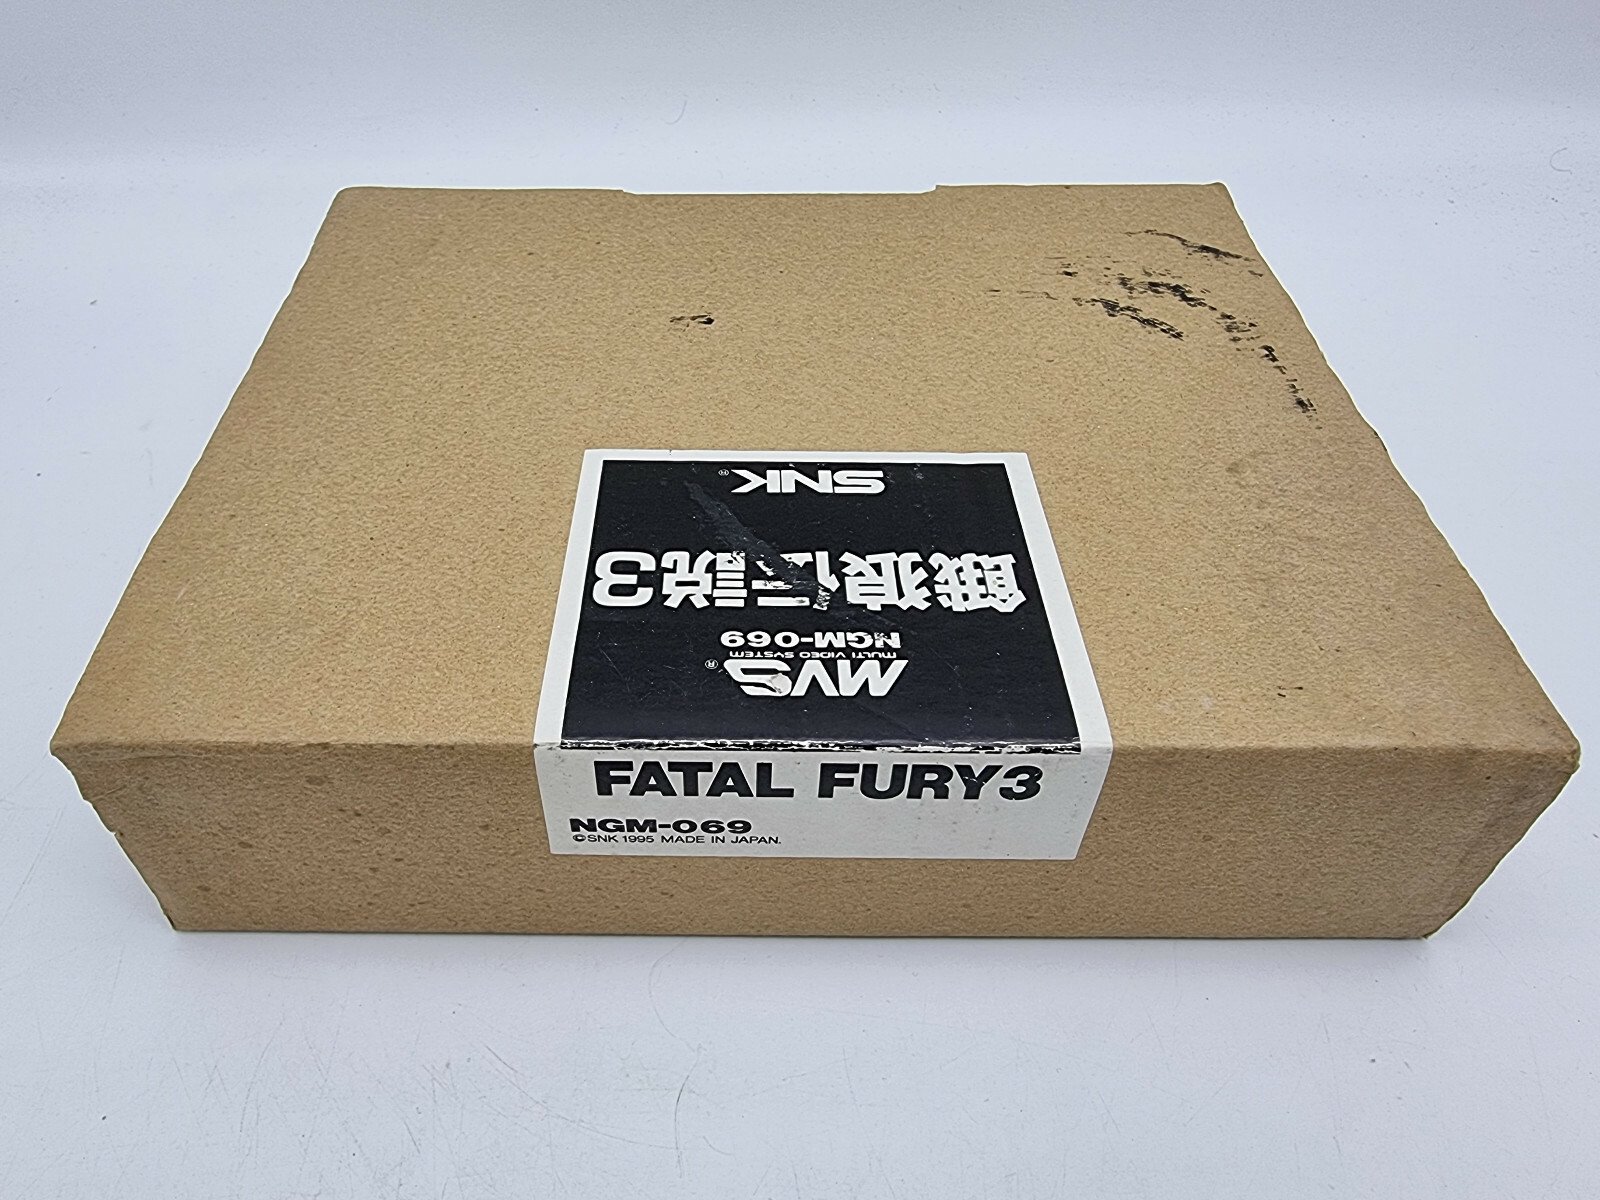 MVS®
MULTI VIDEO SYSTEM
NGM-069
餓狼伝説3
SNK®
FATAL FURY3
NGM-069
©SNK 1995 MADE IN JAPAN.